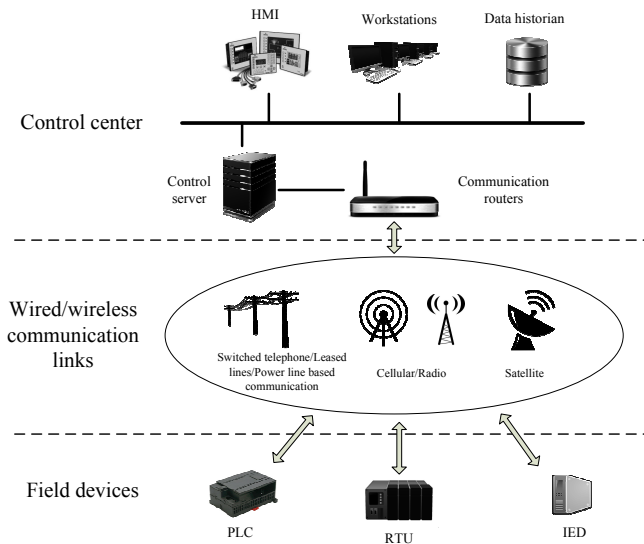 HMI
Workstations
Data historian
Control center
Control
server
Communication
routers
Wired/wireless
communication
links
Switched telephone/Leased
lines/Power line based
communication
Cellular/Radio
Satellite
Field devices
PLC
RTU
IED